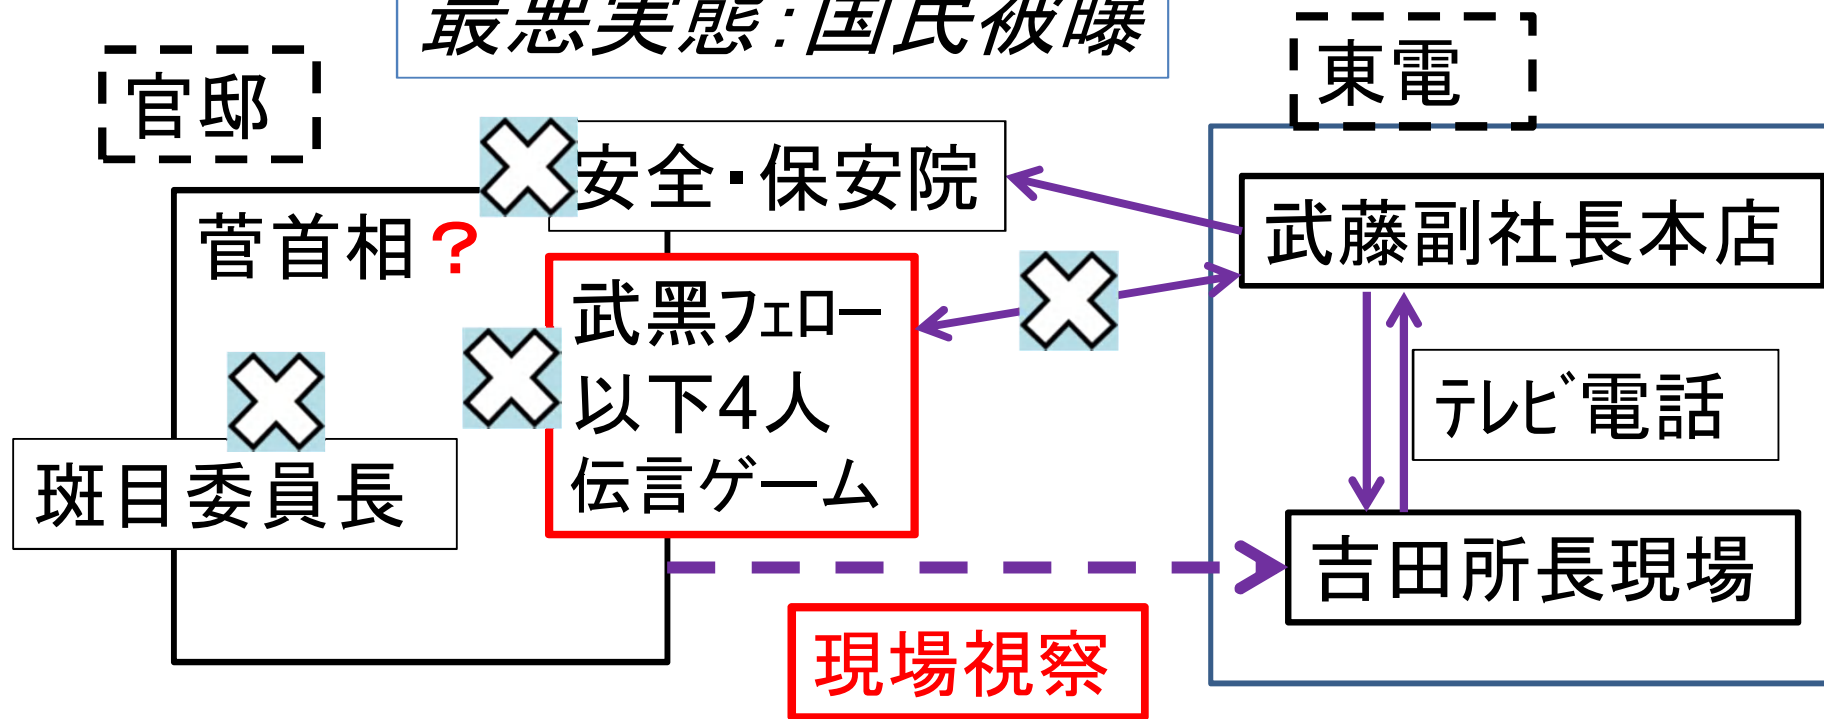 最悪実態:国民被曝
官邸
東電
安全・保安院
菅首相？
武藤副社長本店
武黒フェロー
以下4人
伝言ゲーム
テレビ電話
斑目委員長
吉田所長現場
現場視察